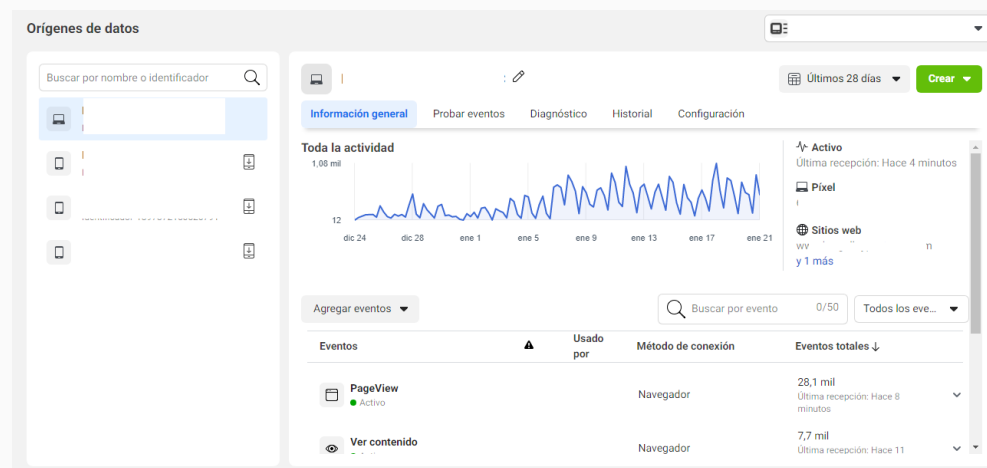 Orígenes de datos
Buscar por nombre o identificador
Últimos 28 días
Crear
Información general
Probar eventos
Diagnóstico
Historial
Configuración
Toda la actividad
1,08 mil
12
dic 24
dic 28
ene 1
ene 5
ene 9
ene 13
ene 17
ene 21
Activo
Última recepción: Hace 4 minutos
Píxel
Sitios web
y 1 más
Agregar eventos
Buscar por evento
0/50
Todos los eve...
Eventos
Usado
por
Método de conexión
Eventos totales
PageView
Activo
Navegador
28,1 mil
Última recepción: Hace 8
minutos
Ver contenido
Navegador
7,7 mil
Última recepción: Hace 11